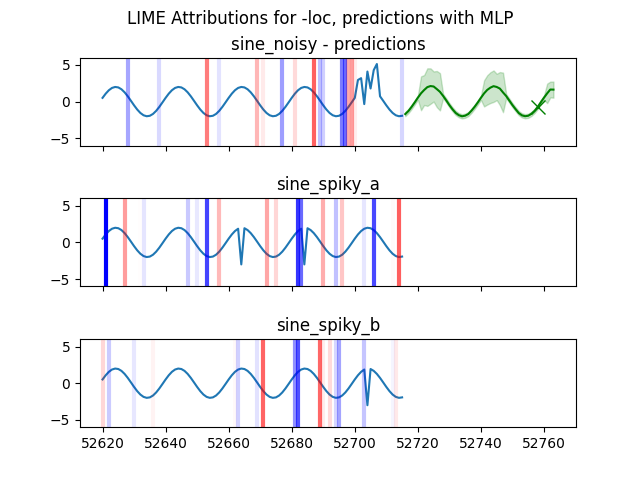 LIME Attributions for -loc, predictions with MLP
sine_noisy - predictions
5
0
−5
sine_spiky_a
5
0
−5
sine_spiky_b
5
0
−5
52620 52640 52660 52680 52700 52720 52740 52760